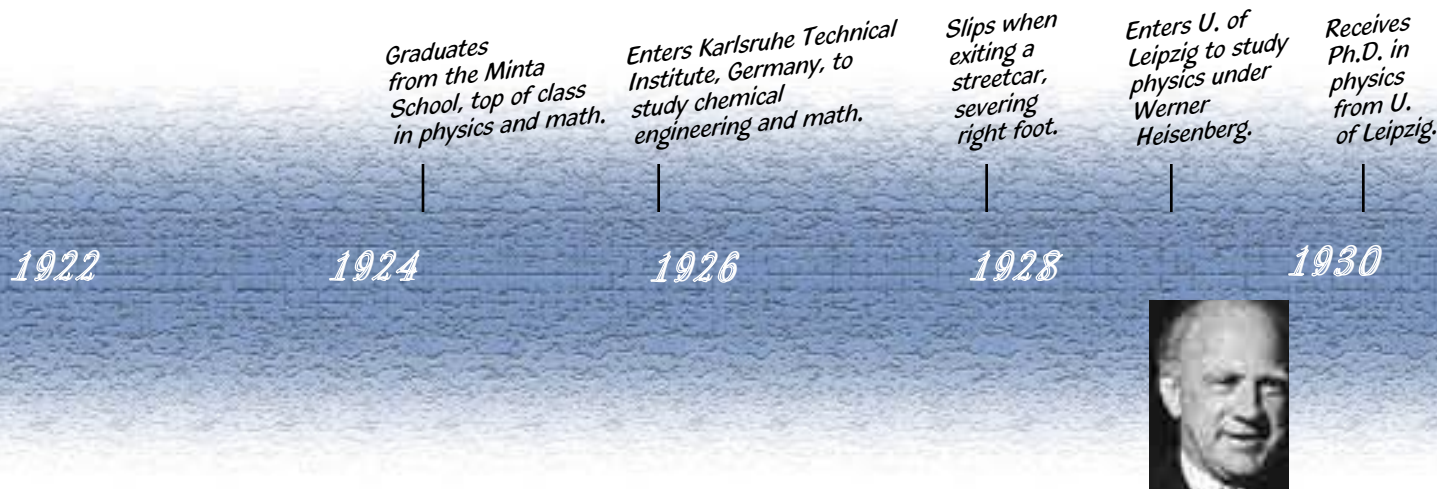 Graduates
from the Minta
School, top of class
in physics and math.
Enters Karlsruhe Technical
Institute, Germany, to
study chemical
engineering and math.
Slips when
exiting a
streetcar,
severing
right foot.
Enters U. of
Leipzig to study
physics under
Werner
Heisenberg.
Receives
Ph.D. in
physics
from U.
of Leipzig.
1922
1924
1926
1928
1930